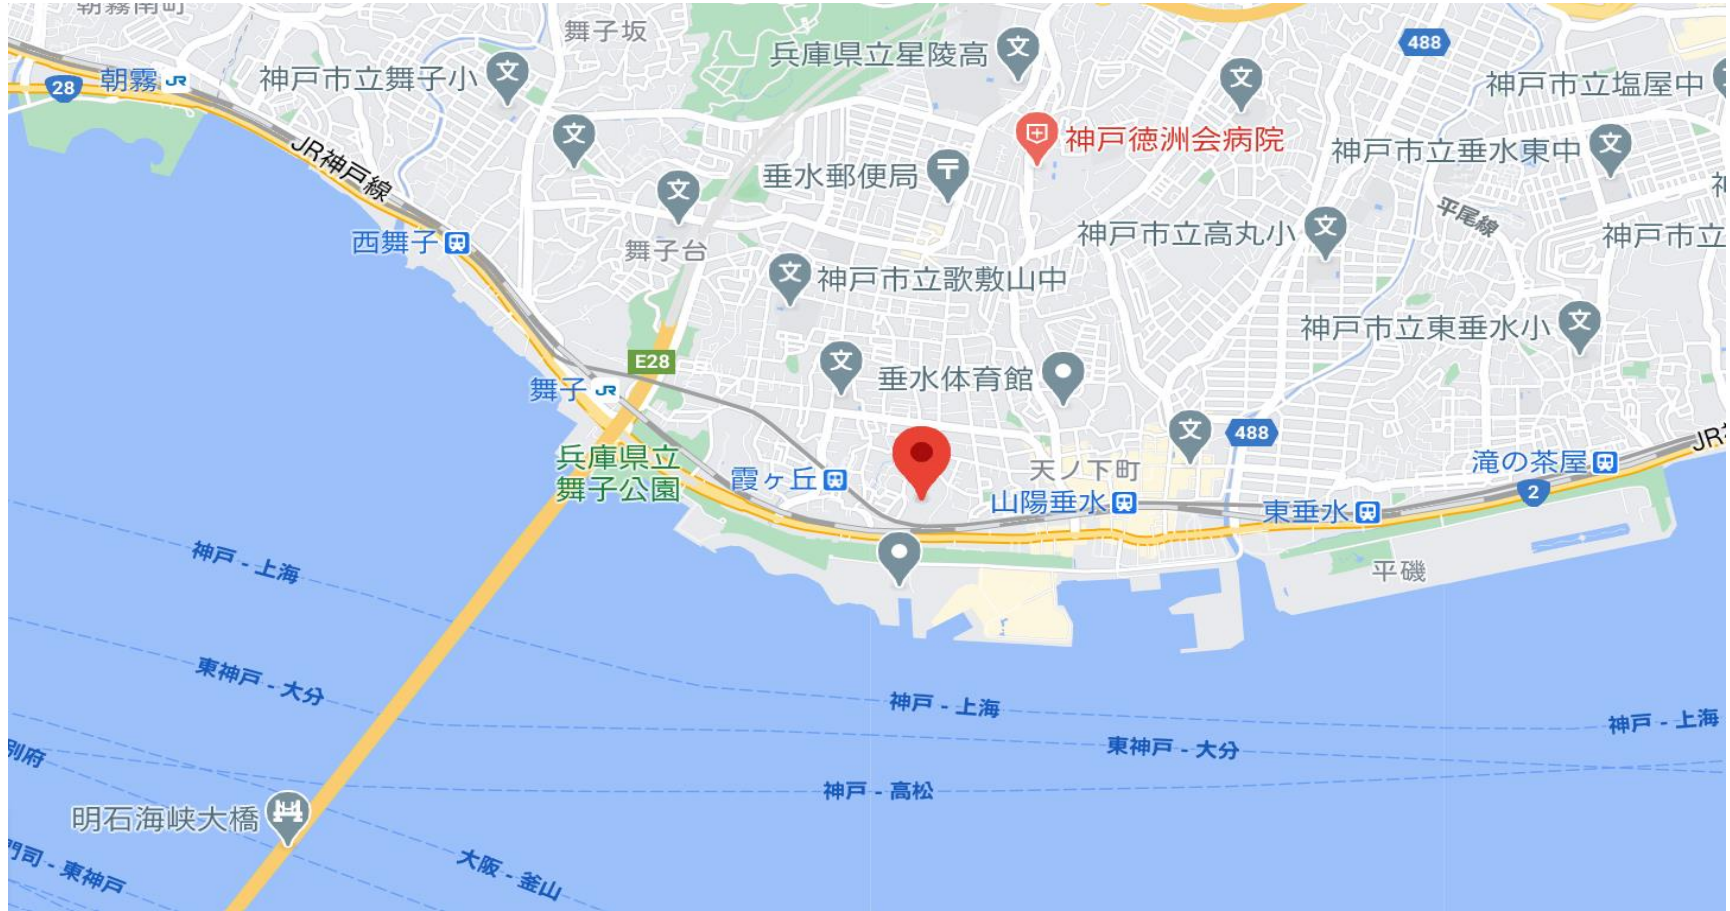 朝霧南町
舞子坂
兵庫県立星陵高
488
28
朝霧
JR
神戸市立舞子小
神戸市立塩屋中
神戸徳洲会病院
神戸市立垂水東中
JR神戸線
垂水郵便局
平尾線
西舞子
舞子台
神戸市立高丸小
神戸市立
神戸市立歌敷山中
神戸市立東垂水小
E28
舞子
JR
垂水体育館
488
兵庫県立
舞子公園
霞ヶ丘
天ノ下町
滝の茶屋
2
山陽垂水
東垂水
神戸 - 上海
平磯
東神戸 - 大分
神戸 - 上海
神戸 - 上海
東神戸 - 大分
別府
神戸 - 高松
明石海峡大橋
門司 - 東神戸
大阪 - 釜山